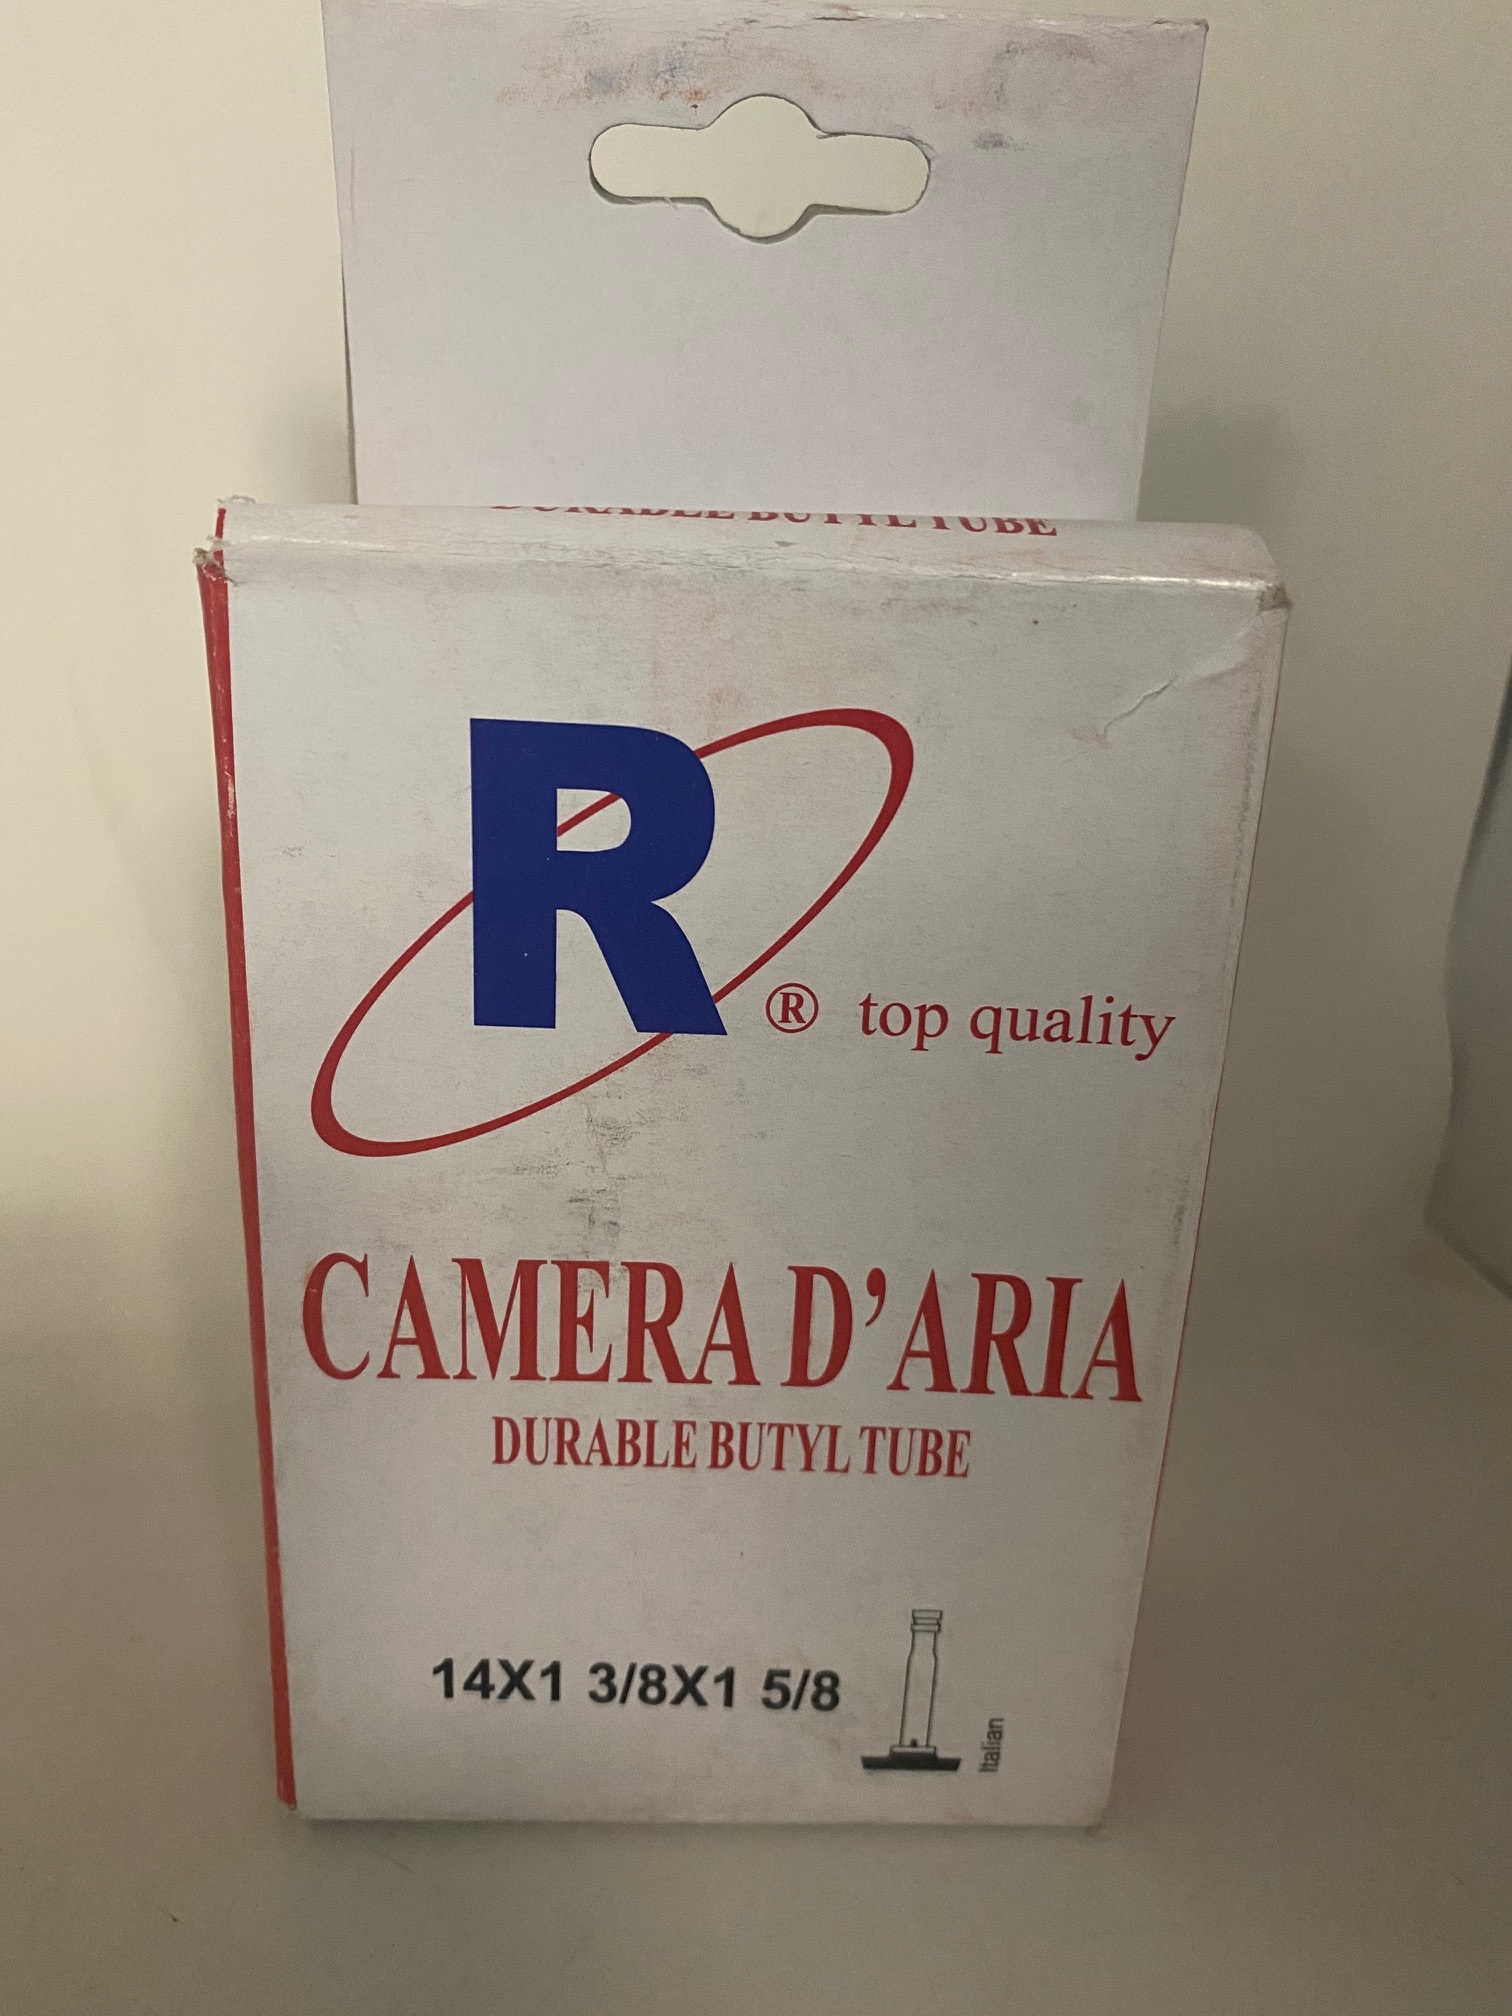 DURABLE BUTYL TUBE
R
® top quality
CAMERA D’ARIA
DURABLE BUTYL TUBE
14X1 3/8X1 5/8
Italian